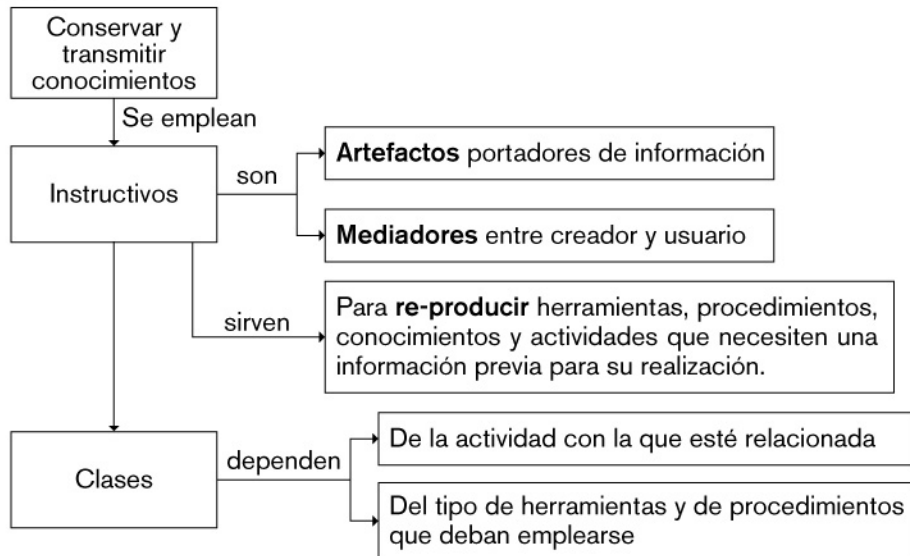 Conservar y
transmitir
conocimientos
Se emplean
Instructivos
son
Artefactos portadores de información
Mediadores entre creador y usuario
sirven
Para re-producir herramientas, procedimientos,
conocimientos y actividades que necesiten una
información previa para su realización.
Clases
dependen
De la actividad con la que esté relacionada
Del tipo de herramientas y de procedimientos
que deban emplearse